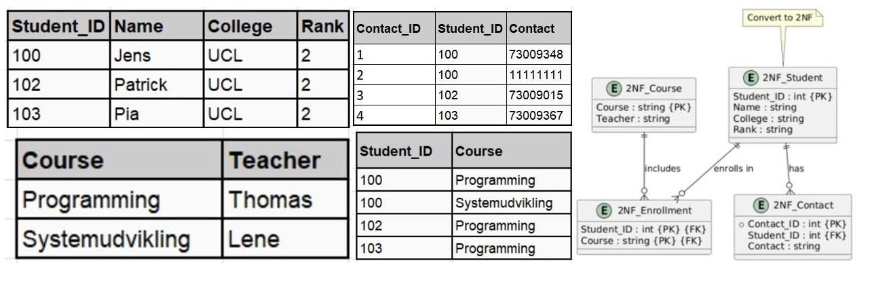 Student_ID Name College Rank
100 Jens UCL 2
102 Patrick UCL 2
103 Pia UCL 2
Contact_ID Student_ID Contact
1 100 73009348
2 100 11111111
3 102 73009015
4 103 73009367
Course Teacher
Programming Thomas
Systemudvikling Lene
Student_ID Course
100 Programming
100 Systemudvikling
102 Programming
103 Programming
Convert to 2NF
E 2NF_Course
Course : string {PK}
Teacher : string
E 2NF_Student
Student_ID : int {PK}
Name : string
College : string
Rank : string
includes
enrolls in
has
E 2NF_Enrollment
Student_ID : int {PK} {FK}
Course : string {PK} {FK}
E 2NF_Contact
Contact_ID : int {PK}
Student_ID : int {FK}
Contact : string